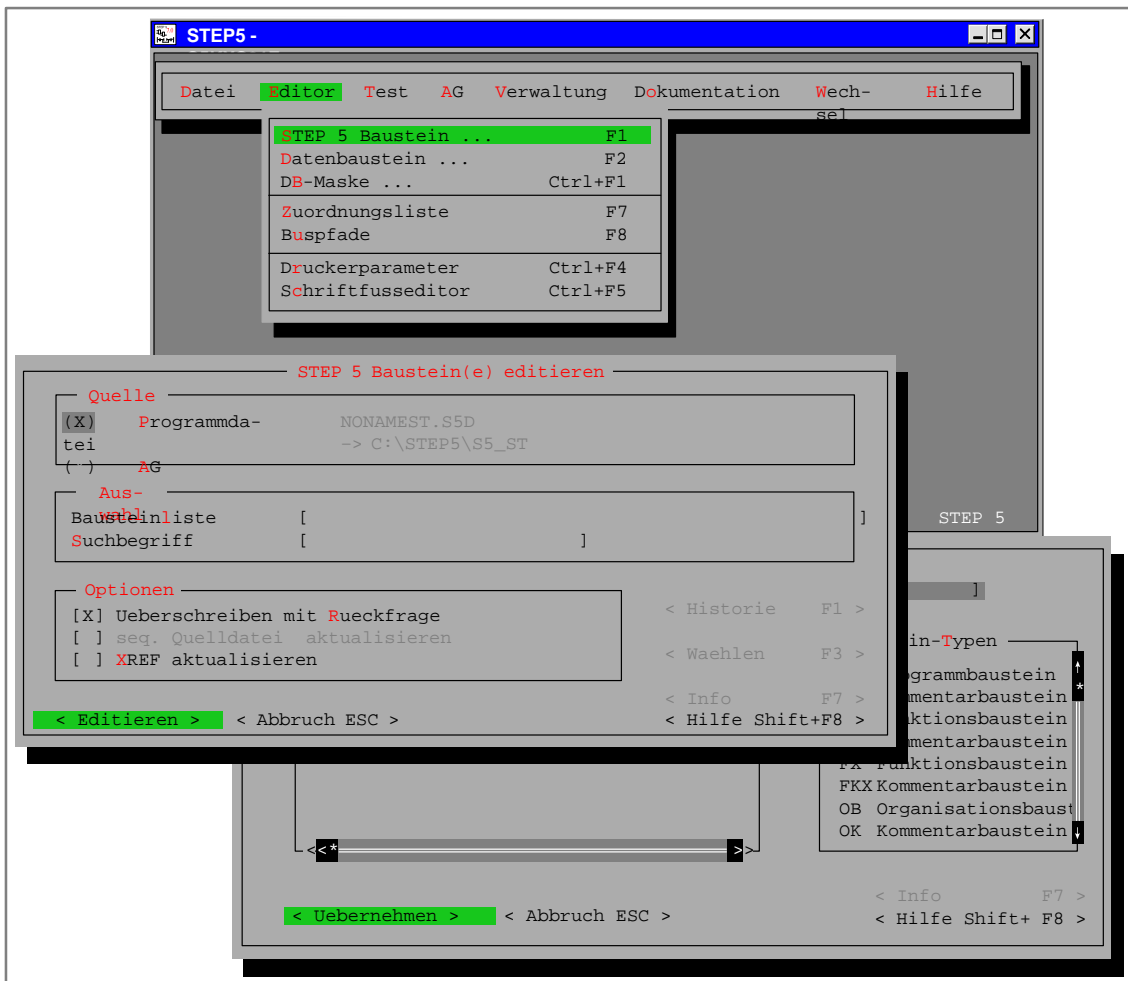 STEP5 -
Datei Editor Test AG Verwaltung Dokumentation Wech-
sel Hilfe
STEP 5 Baustein ... F1
Datenbaustein ... F2
DB-Maske ... Ctrl+F1
Zuordnungsliste F7
Buspfade F8
Druckerparameter Ctrl+F4
Schriftfusseditor Ctrl+F5
STEP 5
STEP 5 Baustein(e) editieren
Quelle
(X) Programmda-
tei
NONAMEST.S5D
-> C:\STEP5\S5_ST
( ) AG
Aus-
wahl
Bausteinliste [ ]
Suchbegriff [ ]
Optionen
[X] Ueberschreiben mit Rueckfrage
[ ] seq. Quelldatei aktualisieren
[ ] XREF aktualisieren
< Historie F1 >
< Waehlen F3 >
< Info F7 >
< Editieren > < Abbruch ESC > < Hilfe Shift+F8 >
]
in-Typen
ogrammbaustein
mmentarbaustein
nktionsbaustein
mmentarbaustein
FX Funktionsbaustein
FKX Kommentarbaustein
OB Organisationsbaust
OK Kommentarbaustein
<<* >>
< Info F7 >
< Uebernehmen > < Abbruch ESC > < Hilfe Shift+ F8 >